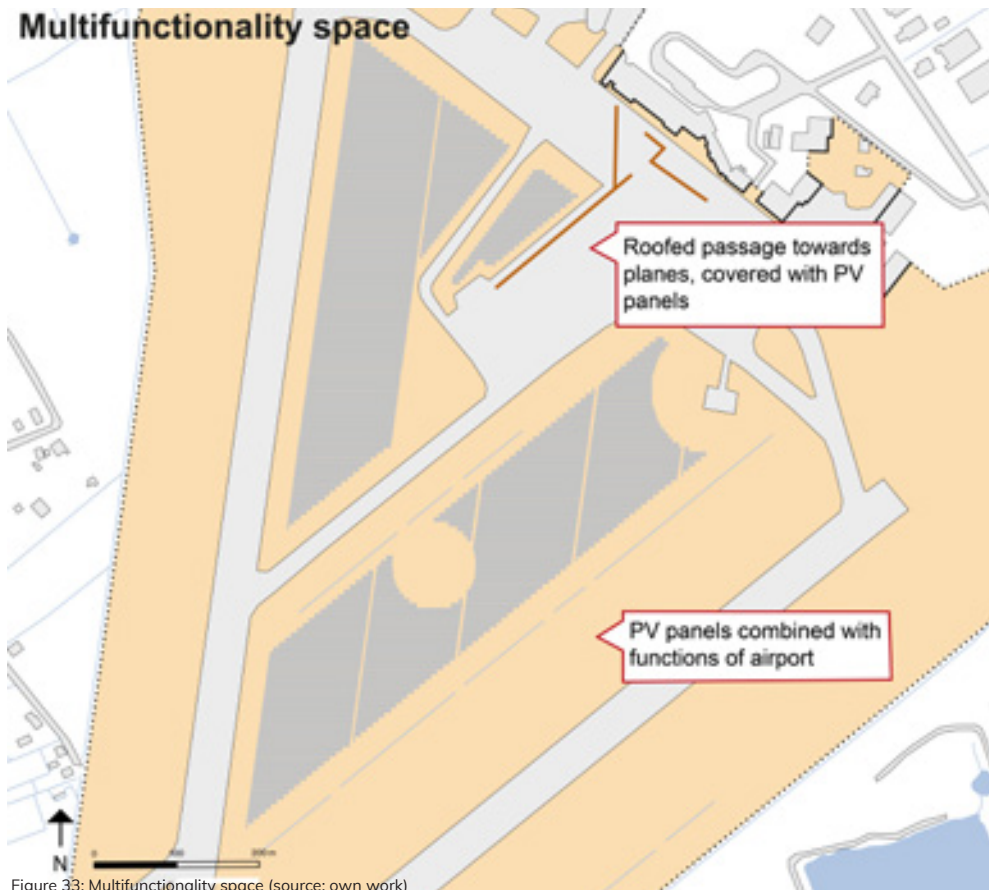 Multifunctionality space
Roofed passage towards
planes, covered with PV
panels
PV panels combined with
functions of airport
N
0
200m
Figure 33: Multifunctionality space (source: own work)